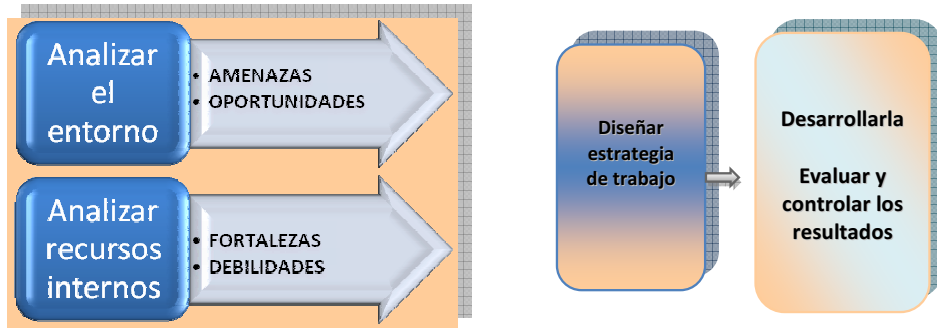 Analizar
el
entorno
• AMENAZAS
• OPORTUNIDADES
Analizar
recursos
internos
• FORTALEZAS
• DEBILIDADES
Diseñar
estrategia
de trabajo
Desarrollarla
Evaluar y
controlar los
resultados